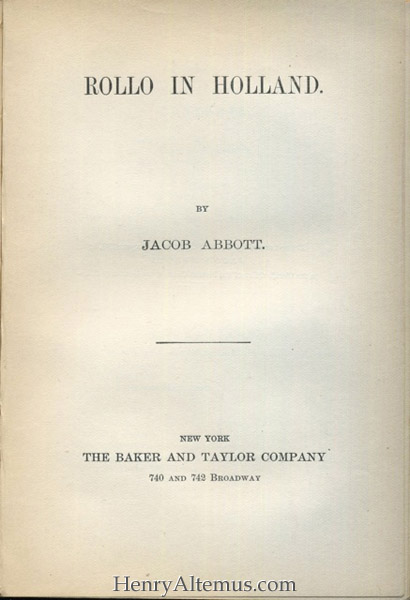 ROLLO IN HOLLAND.
BY
JACOB ABBOTT.
NEW YORK
THE BAKER AND TAYLOR COMPANY
740 AND 742 BROADWAY
HenryAltemus.com